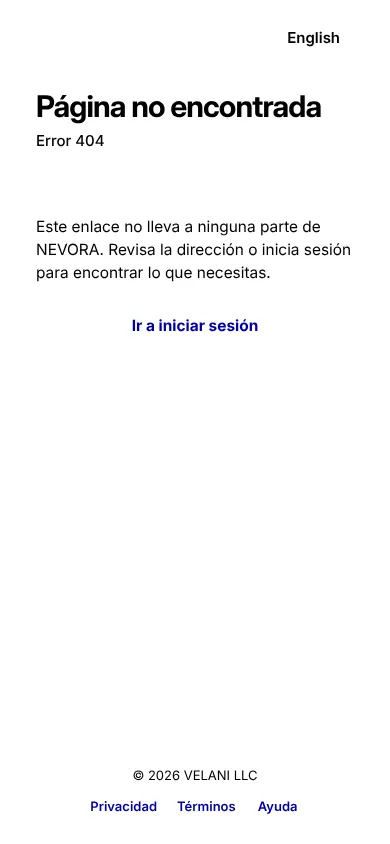 English
Página no encontrada
Error 404
Este enlace no lleva a ninguna parte de
NEVORA. Revisa la dirección o inicia sesión
para encontrar lo que necesitas.
Ir a iniciar sesión
© 2026 VELANI LLC
Privacidad Términos Ayuda